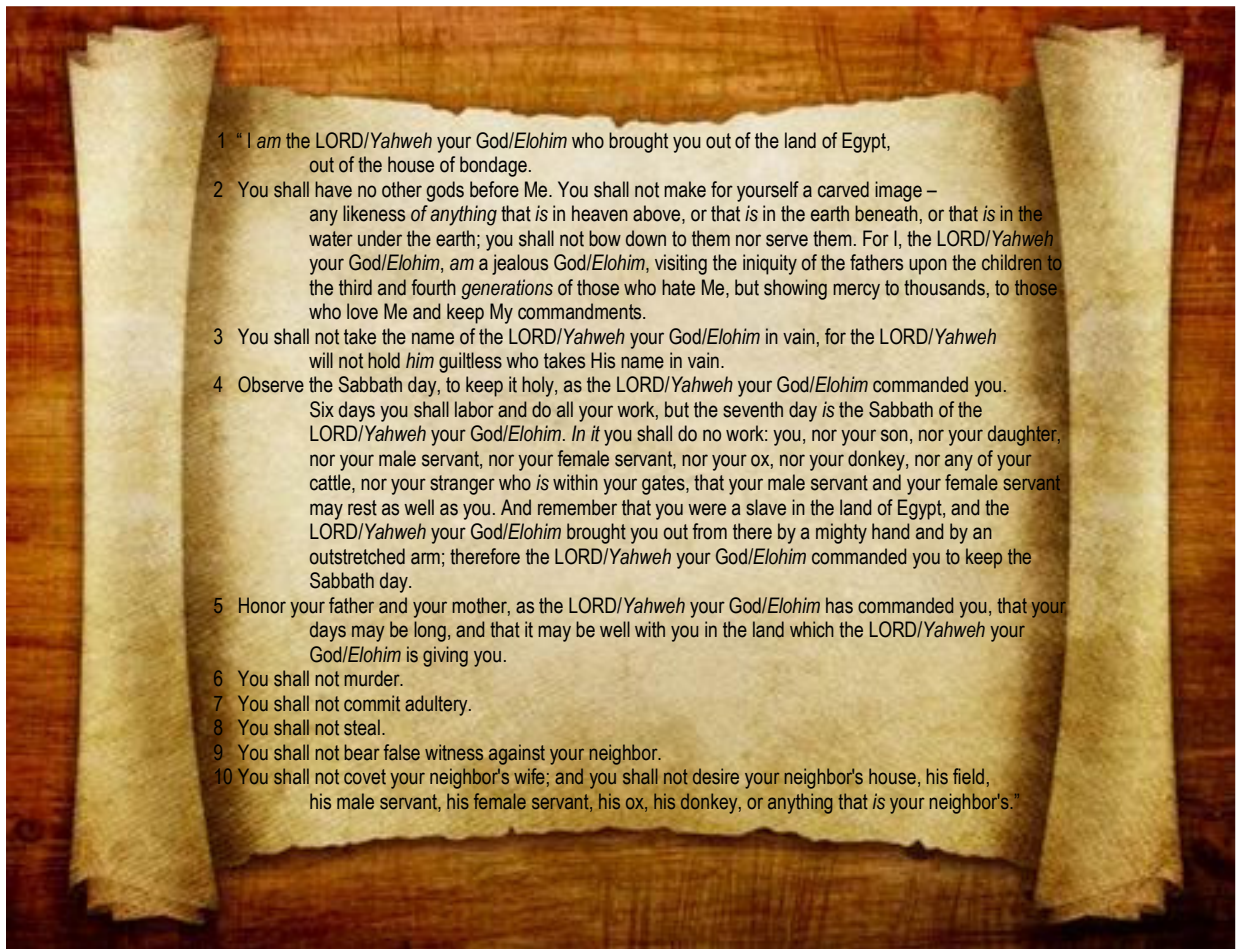 1 " I am the LORD/Yahweh your God/Elohim who brought you out of the land of Egypt,
out of the house of bondage.
2 You shall have no other gods before Me. You shall not make for yourself a carved image –
any likeness of anything that is in heaven above, or that is in the earth beneath, or that is in the
water under the earth; you shall not bow down to them nor serve them. For I, the LORD/Yahweh
your God/Elohim, am a jealous God/Elohim, visiting the iniquity of the fathers upon the children to
the third and fourth generations of those who hate Me, but showing mercy to thousands, to those
who love Me and keep My commandments.
3 You shall not take the name of the LORD/Yahweh your God/Elohim in vain, for the LORD/Yahweh
will not hold him guiltless who takes His name in vain.
4 Observe the Sabbath day, to keep it holy, as the LORD/Yahweh your God/Elohim commanded you.
Six days you shall labor and do all your work, but the seventh day is the Sabbath of the
LORD/Yahweh your God/Elohim. In it you shall do no work: you, nor your son, nor your daughter,
nor your male servant, nor your female servant, nor your ox, nor your donkey, nor any of your
cattle, nor your stranger who is within your gates, that your male servant and your female servant
may rest as well as you. And remember that you were a slave in the land of Egypt, and the
LORD/Yahweh your God/Elohim brought you out from there by a mighty hand and by an
outstretched arm; therefore the LORD/Yahweh your God/Elohim commanded you to keep the
Sabbath day.
5 Honor your father and your mother, as the LORD/Yahweh your God/Elohim has commanded you, that your
days may be long, and that it may be well with you in the land which the LORD/Yahweh your
God/Elohim is giving you.
6 You shall not murder.
7 You shall not commit adultery.
8 You shall not steal.
9 You shall not bear false witness against your neighbor.
10 You shall not covet your neighbor's wife; and you shall not desire your neighbor's house, his field,
his male servant, his female servant, his ox, his donkey, or anything that is your neighbor's."